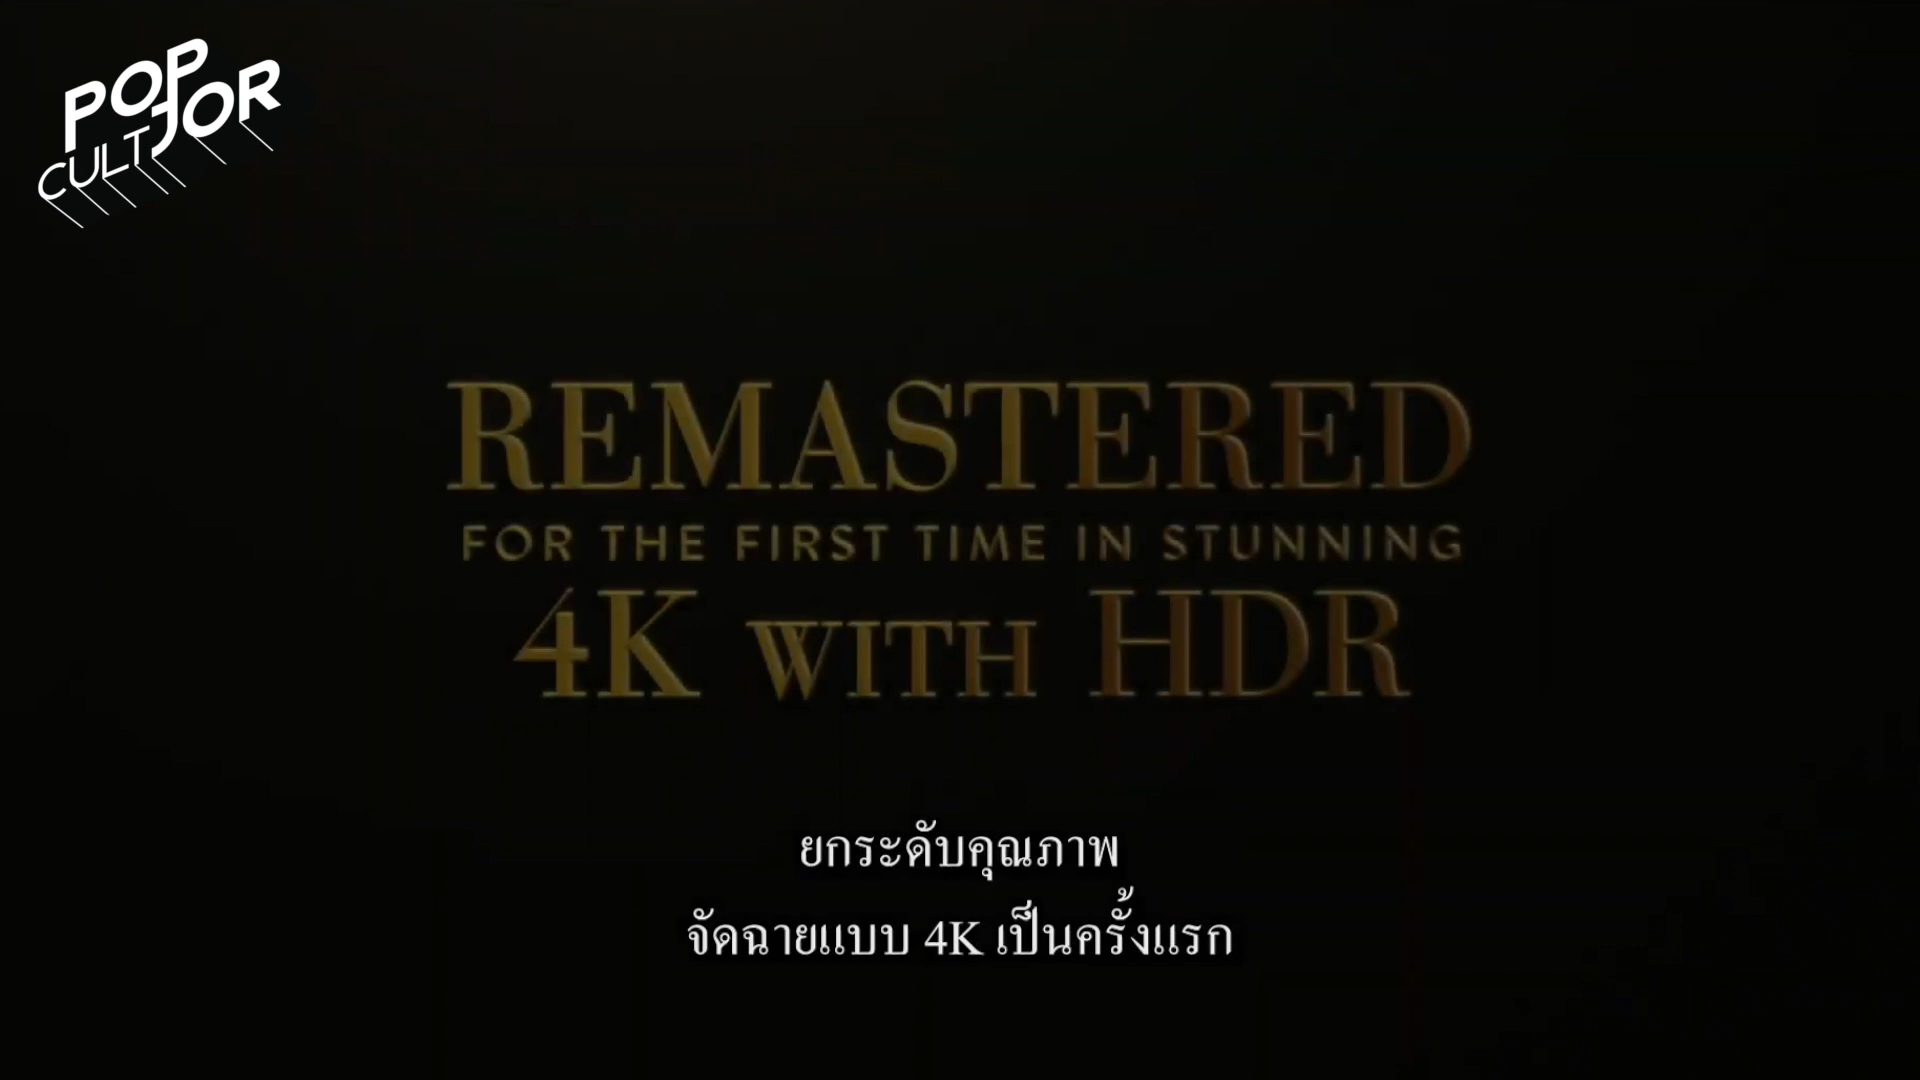 POP
JOR
CULT
REMASTERED
FOR THE FIRST TIME IN STUNNING
4K WITH HDR
ยกระดับคุณภาพ
จัดฉายแบบ 4K เป็นครั้งแรก